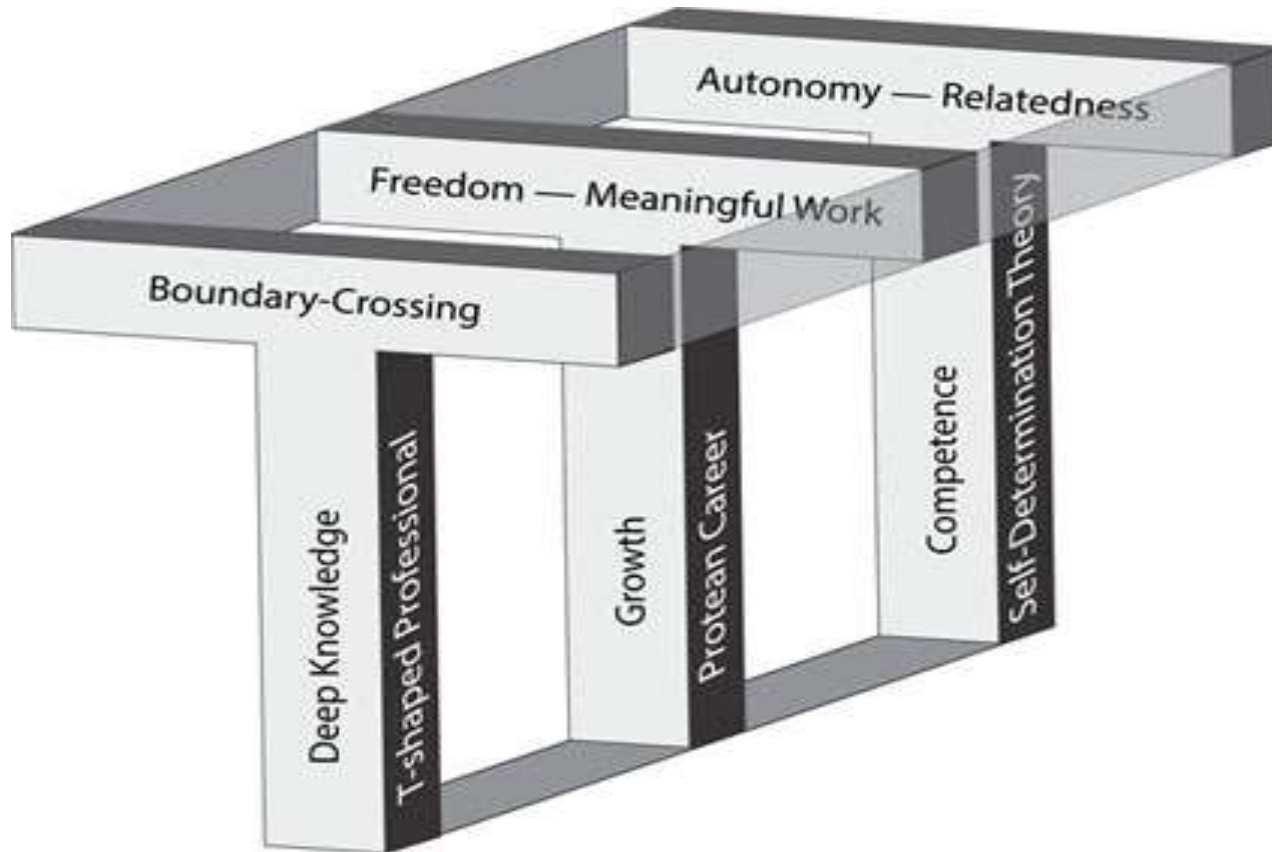 Autonomy — Relatedness
Freedom — Meaningful Work
Boundary-Crossing
Deep Knowledge
T-shaped Professional
Growth
Protean Career
Competence
Self-Determination Theory